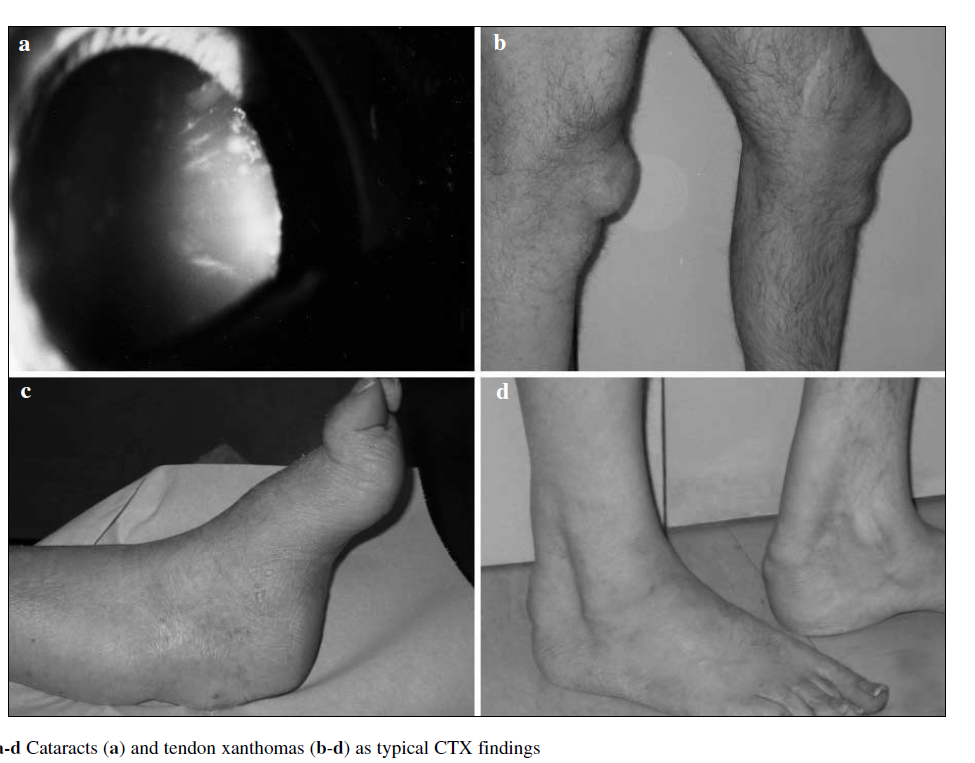 a
b
c
d
a-d Cataracts (a) and tendon xanthomas (b-d) as typical CTX findings